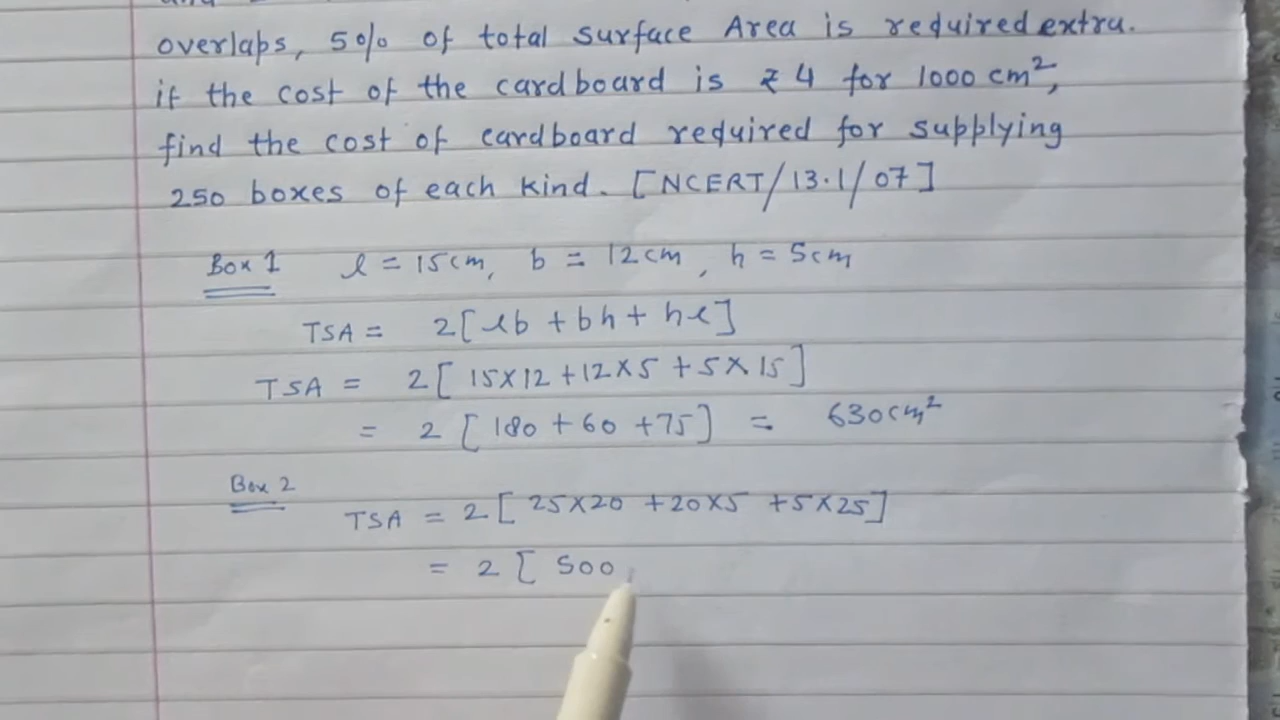 overlaps, 5% of total surface Area is required extra.
if the cost of the cardboard is ₹ 4 for 1000 cm²,
find the cost of cardboard required for supplying
250 boxes of each kind. [NCERT/13.1/07]
Box 1 l = 15cm, b = 12cm, h = 5cm
TSA = 2[lb + bh + hl]
TSA = 2[ 15×12 + 12×5 + 5×15]
= 2 [ 180 + 60 + 75] = 630cm²
Box 2
TSA = 2[ 25×20 + 20×5 + 5×25]
= 2 [ 500